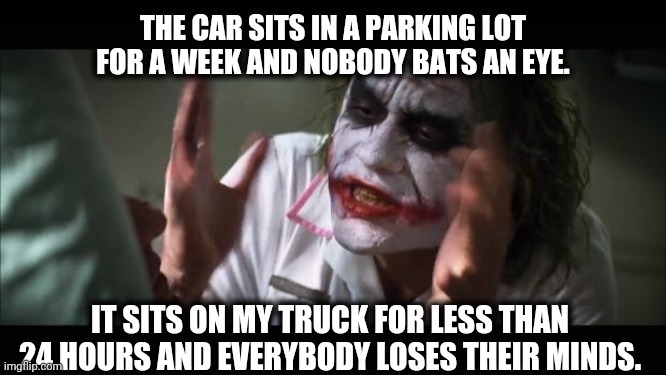 THE CAR SITS IN A PARKING LOT
FOR A WEEK AND NOBODY BATS AN EYE.
IT SITS ON MY TRUCK FOR LESS THAN
24 HOURS AND EVERYBODY LOSES THEIR MINDS.
imgflip.com